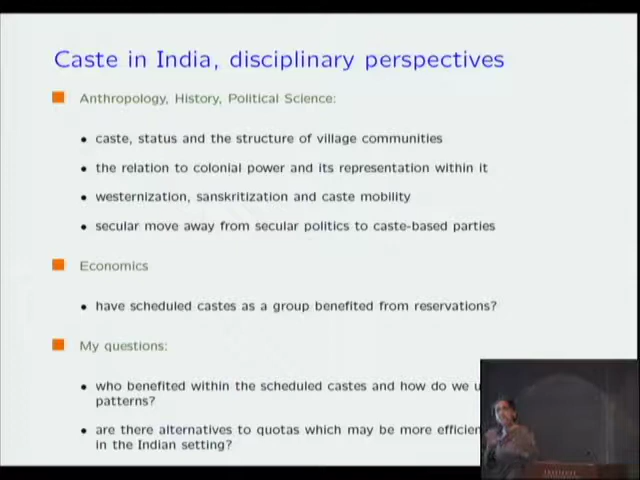 Caste in India, disciplinary perspectives
Anthropology, History, Political Science:
• caste, status and the structure of village communities
• the relation to colonial power and its representation within it
• westernization, sanskritization and caste mobility
• secular move away from secular politics to caste-based parties
Economics
• have scheduled castes as a group benefited from reservations?
My questions:
• who benefited within the scheduled castes and how do we
patterns?
• are there alternatives to quotas which may be more
in the Indian setting?